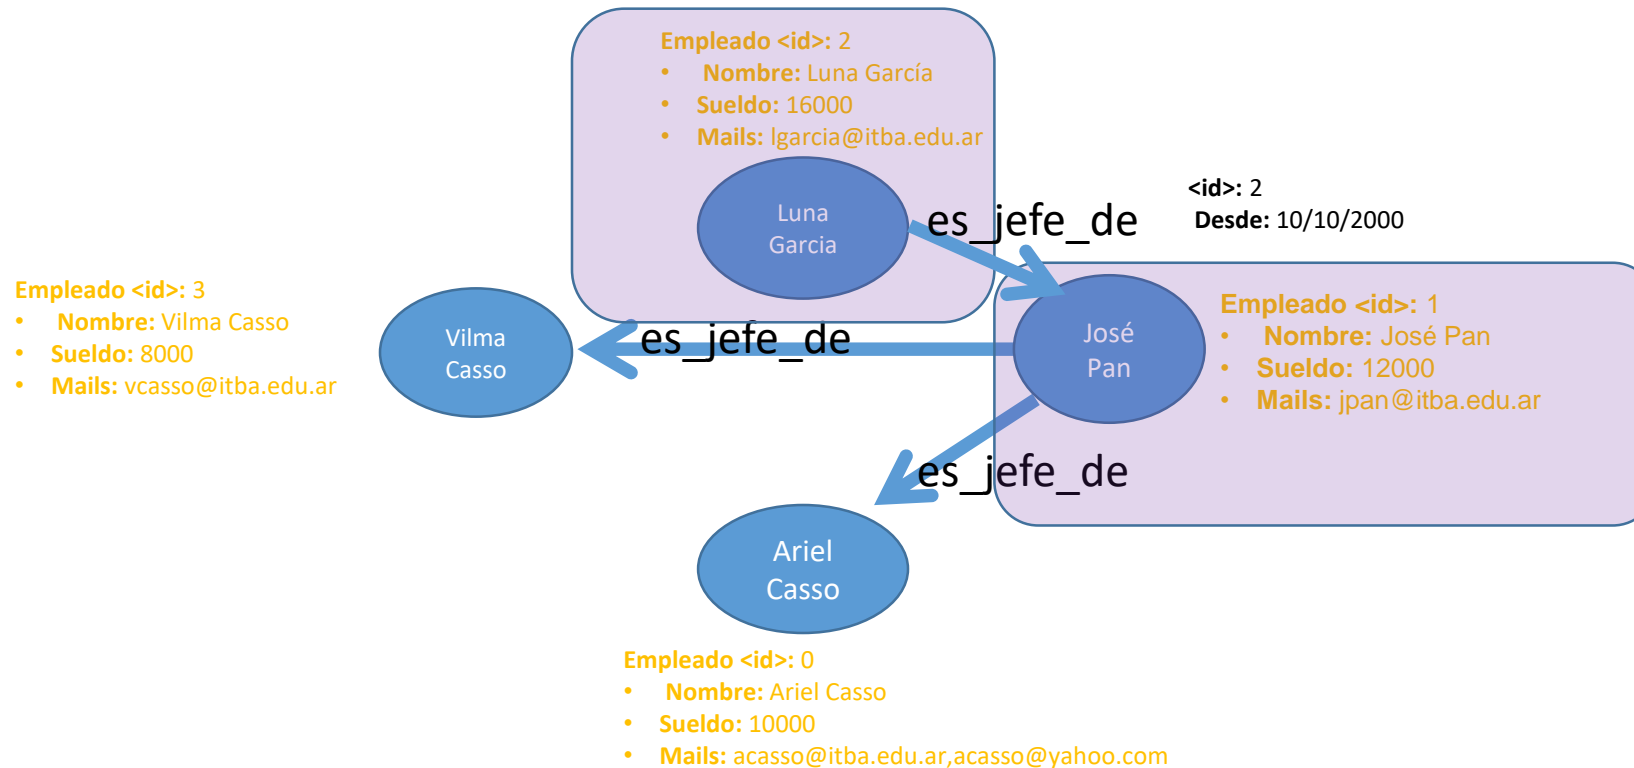 Empleado <id>: 2
• Nombre: Luna García
• Sueldo: 16000
• Mails: lgarcia@itba.edu.ar
Luna
Garcia
es_jefe_de
<id>: 2
Desde: 10/10/2000
Empleado <id>: 3
• Nombre: Vilma Casso
• Sueldo: 8000
• Mails: vcasso@itba.edu.ar
Vilma
Casso
es_jefe_de
José
Pan
Empleado <id>: 1
• Nombre: José Pan
• Sueldo: 12000
• Mails: jpan@itba.edu.ar
es_jefe_de
Ariel
Casso
Empleado <id>: 0
• Nombre: Ariel Casso
• Sueldo: 10000
• Mails: acasso@itba.edu.ar,acasso@yahoo.com